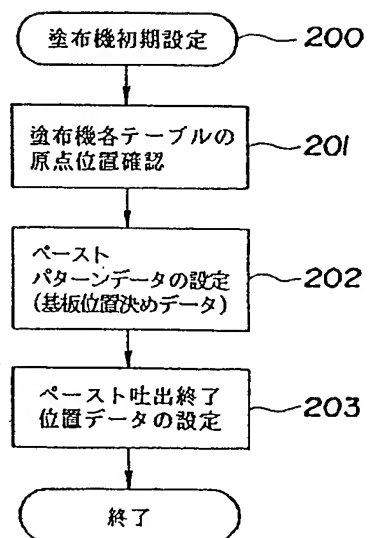 塗布機初期設定
200
塗布機各テーブルの
原点位置確認
201
ペースト
パターンデータの設定
(基板位置決めデータ)
202
ペースト吐出終了
位置データの設定
203
終了